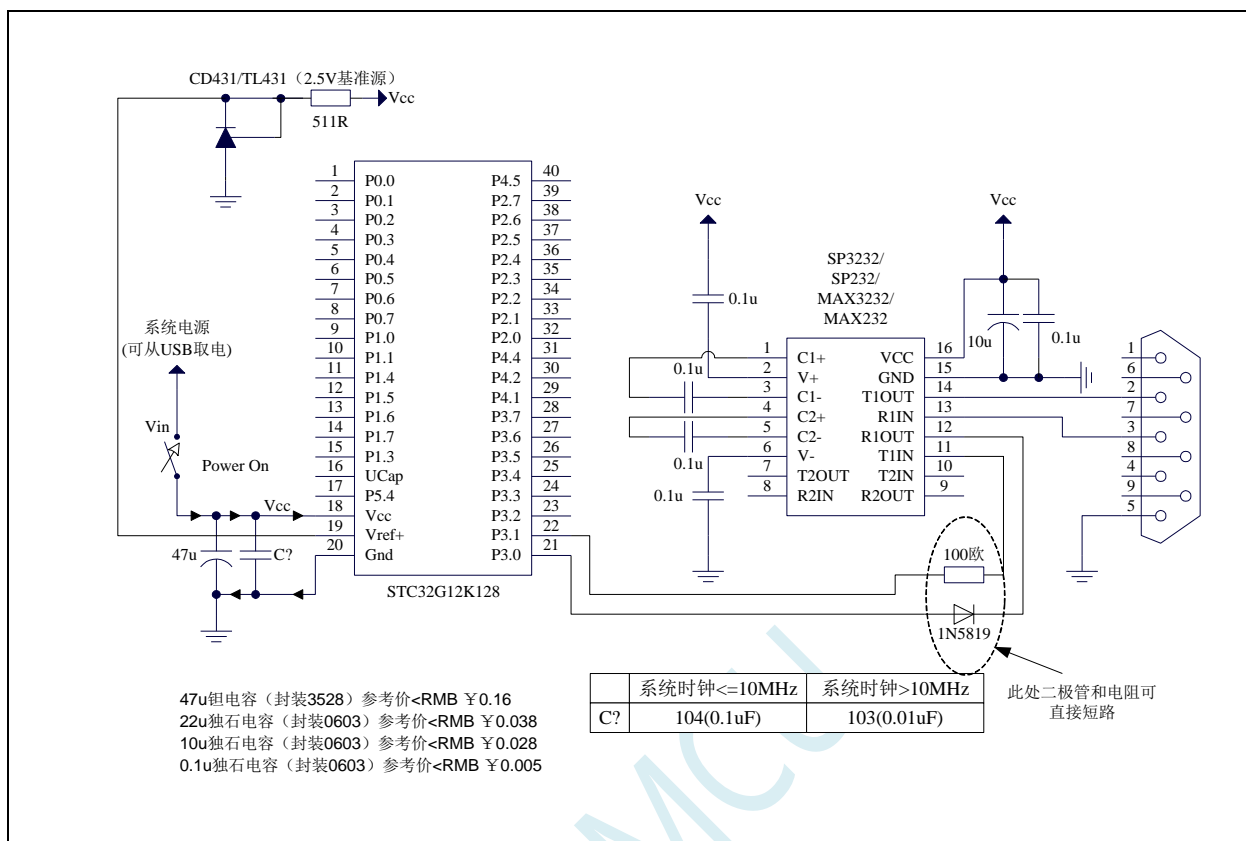 CD431/TL431（2.5V基准源）
Vcc
511R
1 P0.0 P4.5 40
2 P0.1 P2.7 39
3 P0.2 P2.6 38
4 P0.3 P2.5 37
5 P0.4 P2.4 36
6 P0.5 P2.3 35
7 P0.6 P2.2 34
8 P0.7 P2.1 33
9 P1.0 P2.0 32
10 P1.1 P4.4 31
11 P1.4 P4.2 30
12 P1.5 P4.1 29
13 P1.6 P3.7 28
14 P1.7 P3.6 27
15 P1.3 P3.5 26
16 UCap P3.4 25
17 P5.4 P3.3 24
18 Vcc P3.2 23
19 Vref+ P3.1 22
20 Gnd P3.0 21
STC32G12K128
系统电源
(可从USB取电)
Vin
Power On
Vcc
47u
C?
Vcc
0.1u
0.1u
0.1u
0.1u
SP3232/
SP232/
MAX3232/
MAX232
1 C1+ VCC 16
2 V+ GND 15
3 C1- T1OUT 14
4 C2+ R1IN 13
5 C2- R1OUT 12
6 V- T1IN 11
7 T2OUT T2IN 10
8 R2IN R2OUT 9
Vcc
10u
0.1u
1
6
2
7
3
8
4
9
5
100欧
1N5819
此处二极管和电阻可
直接短路
系统时钟<=10MHz 系统时钟>10MHz
C? 104(0.1uF) 103(0.01uF)
47u钽电容（封装3528）参考价<RMB ￥0.16
22u独石电容（封装0603）参考价<RMB ￥0.038
10u独石电容（封装0603）参考价<RMB ￥0.028
0.1u独石电容（封装0603）参考价<RMB ￥0.005
MCU